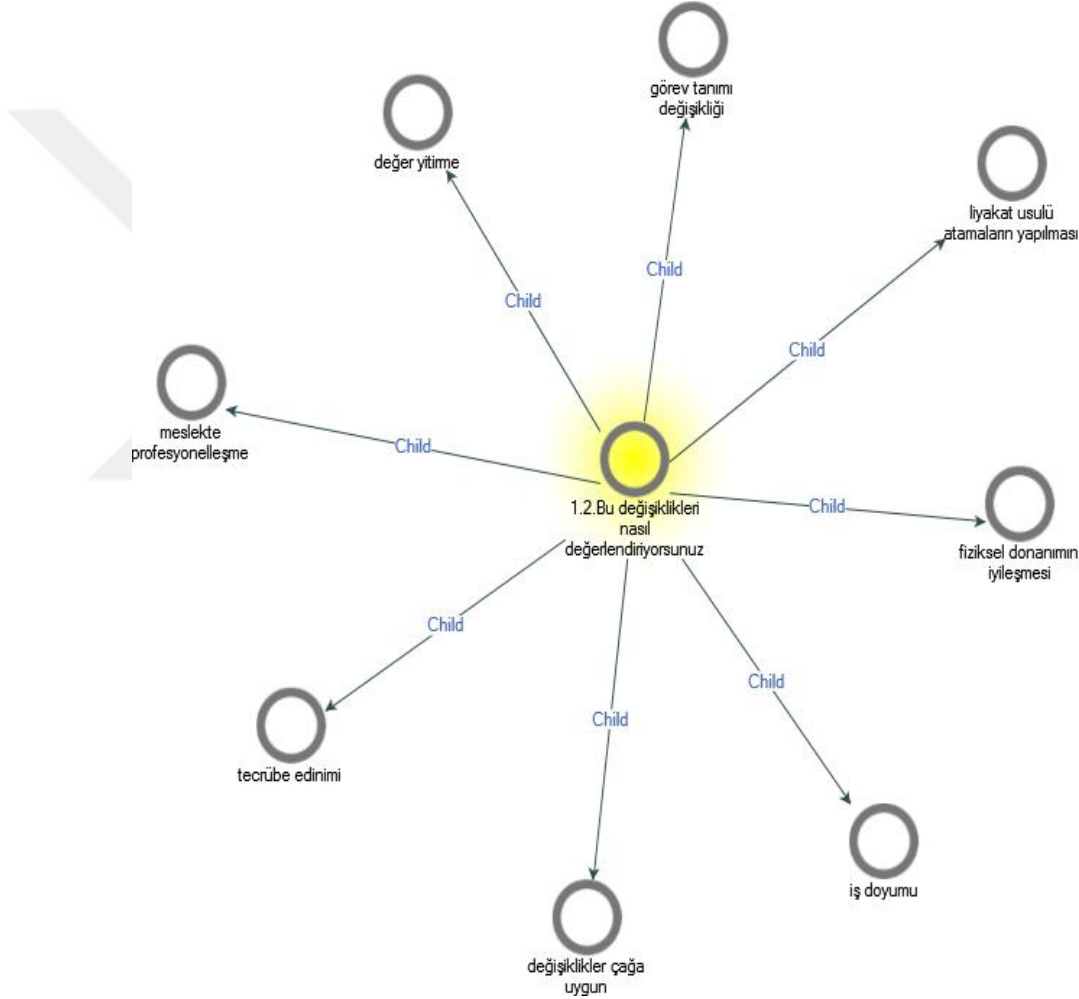 görev tanımı
değişikliği
değer yitirme
liyakat usulü
atamaların yapılması
Child
Child
Child
meslekte
profesyonelleşme
Child
1.2.Bu değişiklikleri
nasıl
değerlendiriyorsunuz
Child
fiziksel donanımın
iyileşmesi
Child
tecrübe edinimi
Child
Child
iş doyumu
değişiklikler çağa
uygun